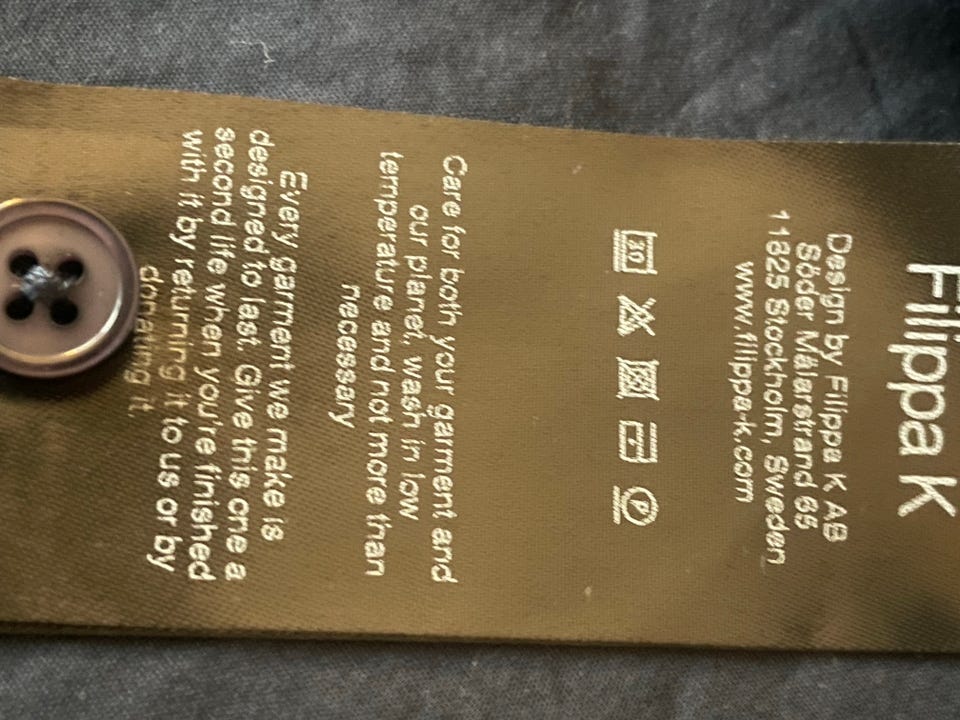 Filippa K
Design by Filippa K AB
Söder Mälarstrand 65
11825 Stockholm, Sweden
www.filippa-k.com
30
P
Care for both your garment and
our planet, wash in low
temperature and not more than
necessary
Every garment we make is
designed to last. Give this one a
second life when you're finished
with it by returning it to us or by
donating it.